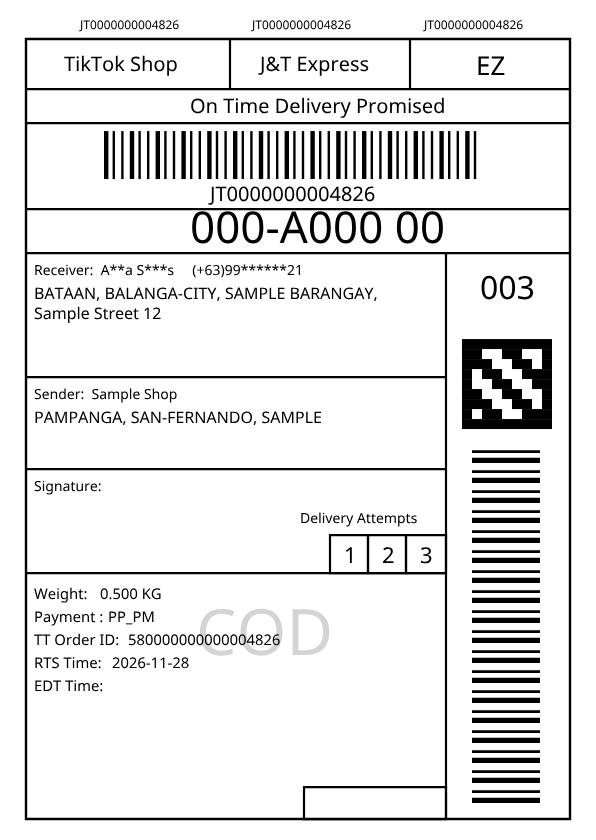 JT0000000004826 JT0000000004826 JT0000000004826
TikTok Shop J&T Express EZ
On Time Delivery Promised
JT0000000004826
000-A000 00
Receiver: A**a S***s (+63)99******21
BATAAN, BALANGA-CITY, SAMPLE BARANGAY,
Sample Street 12
003
Sender: Sample Shop
PAMPANGA, SAN-FERNANDO, SAMPLE
Signature:
Delivery Attempts
1 2 3
Weight: 0.500 KG
Payment : PP_PM
COD
TT Order ID: 580000000000004826
RTS Time: 2026-11-28
EDT Time: